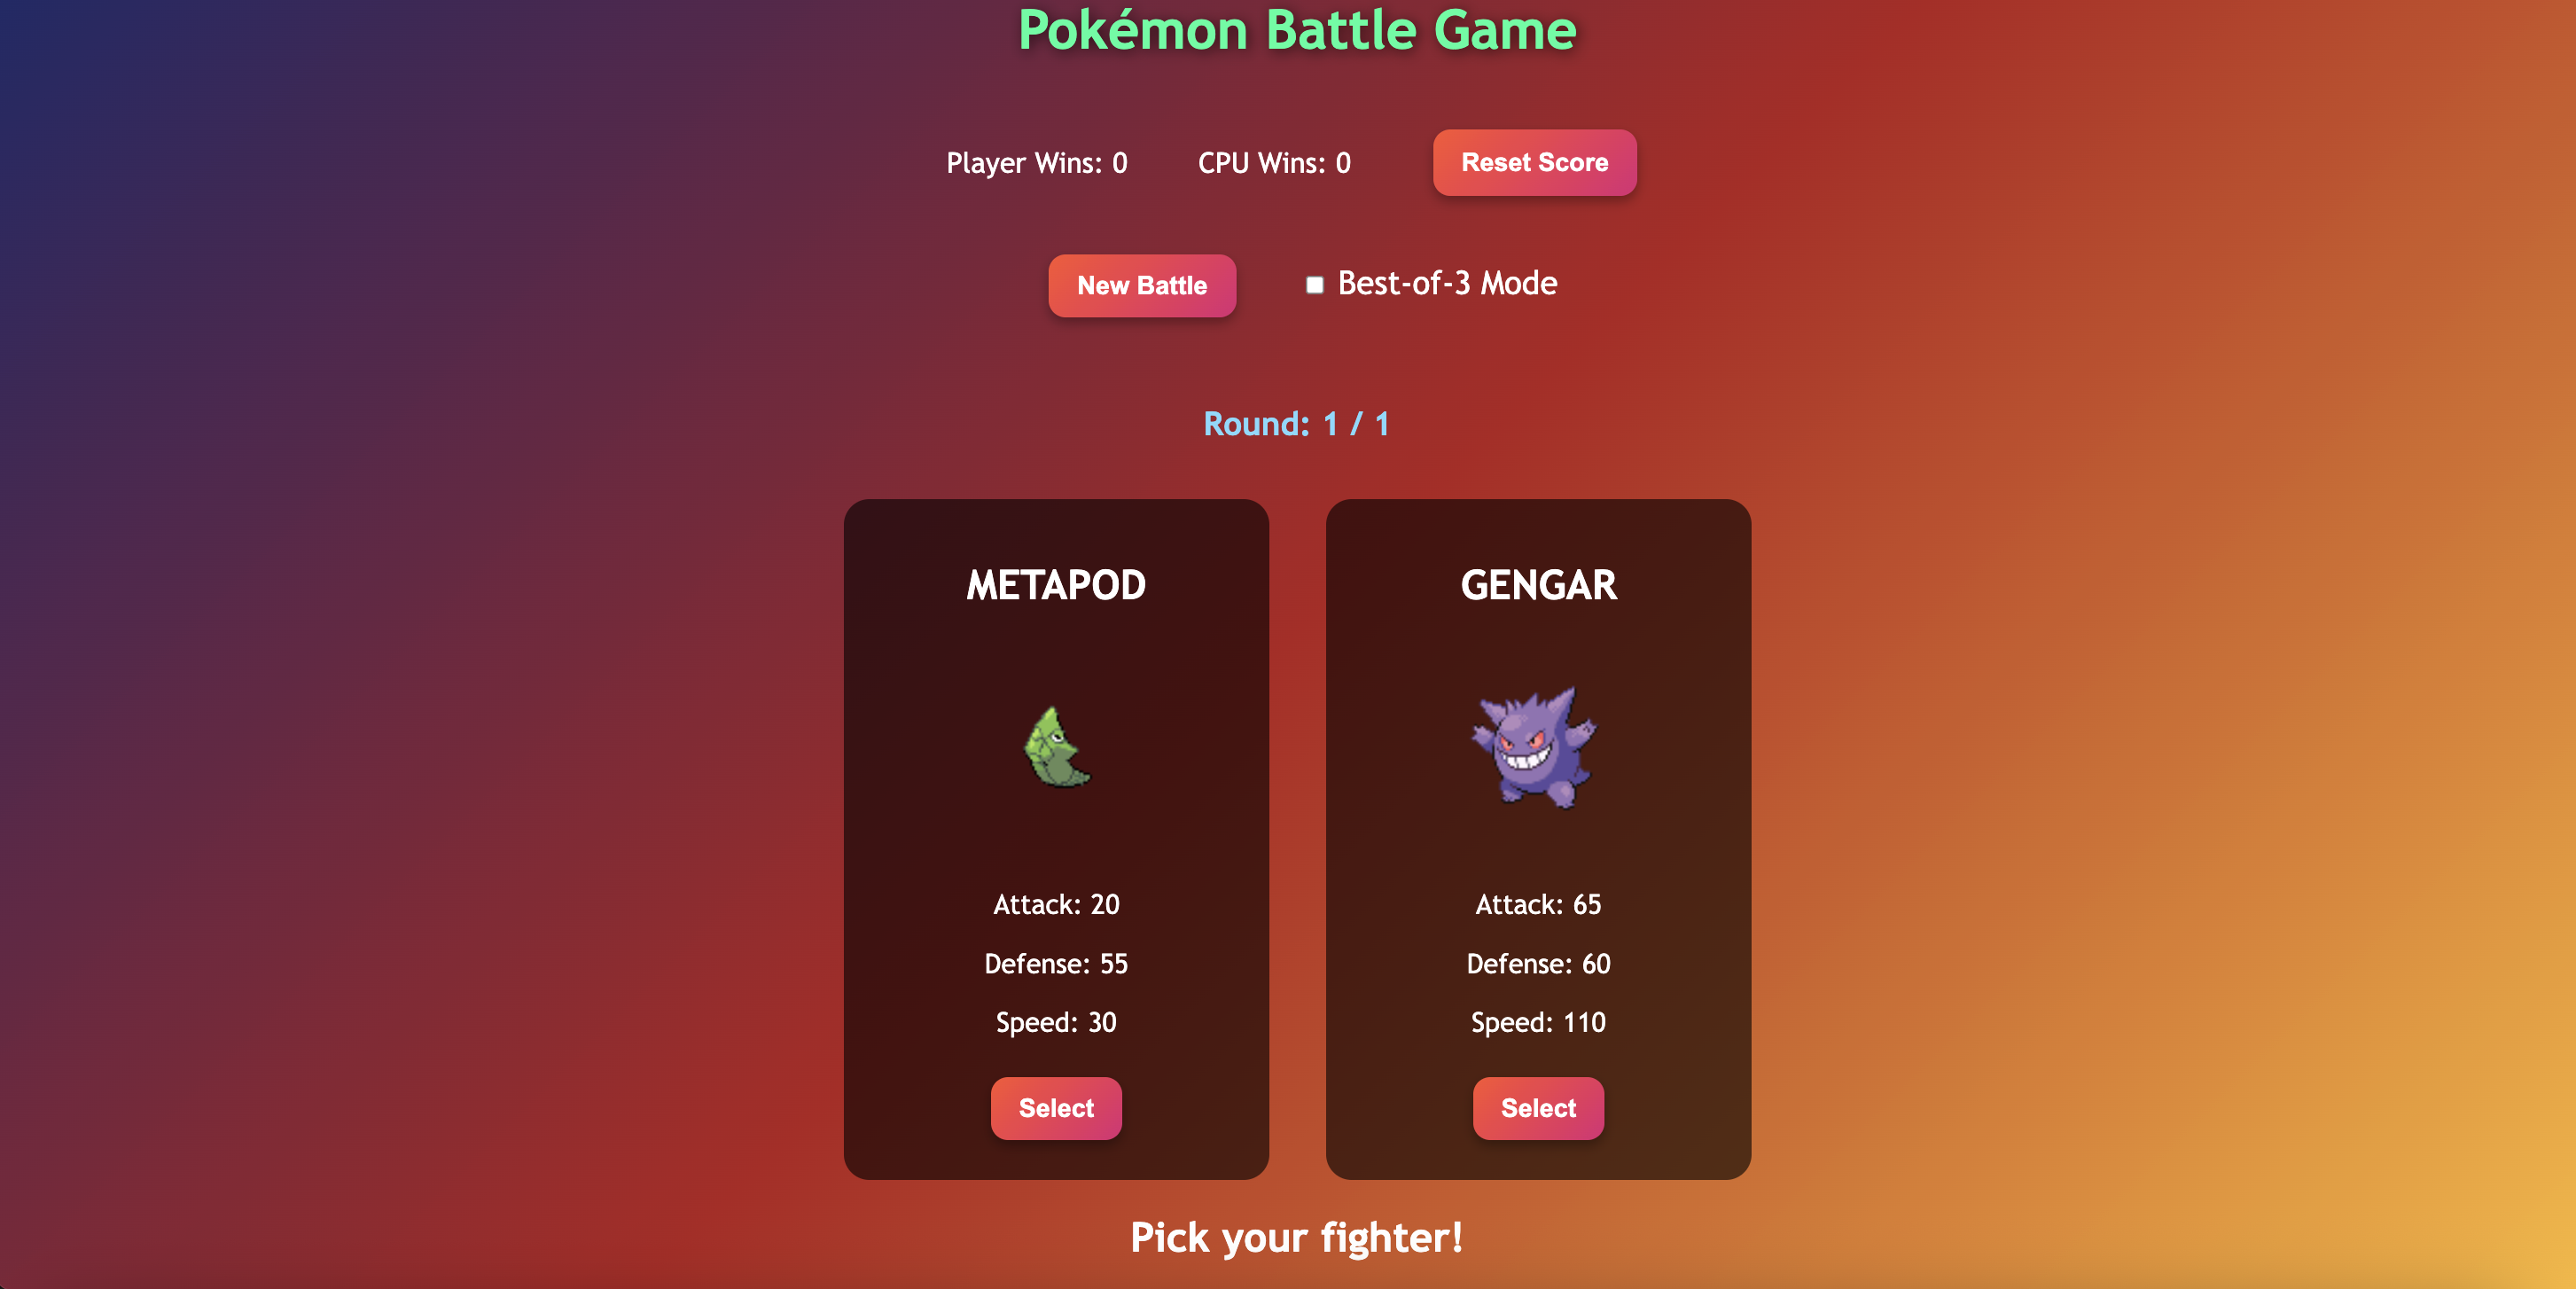 Pokémon Battle Game
Player Wins: 0 CPU Wins: 0 Reset Score
New Battle Best-of-3 Mode
Round: 1 / 1
METAPOD
Attack: 20
Defense: 55
Speed: 30
Select
GENGAR
Attack: 65
Defense: 60
Speed: 110
Select
Pick your fighter!